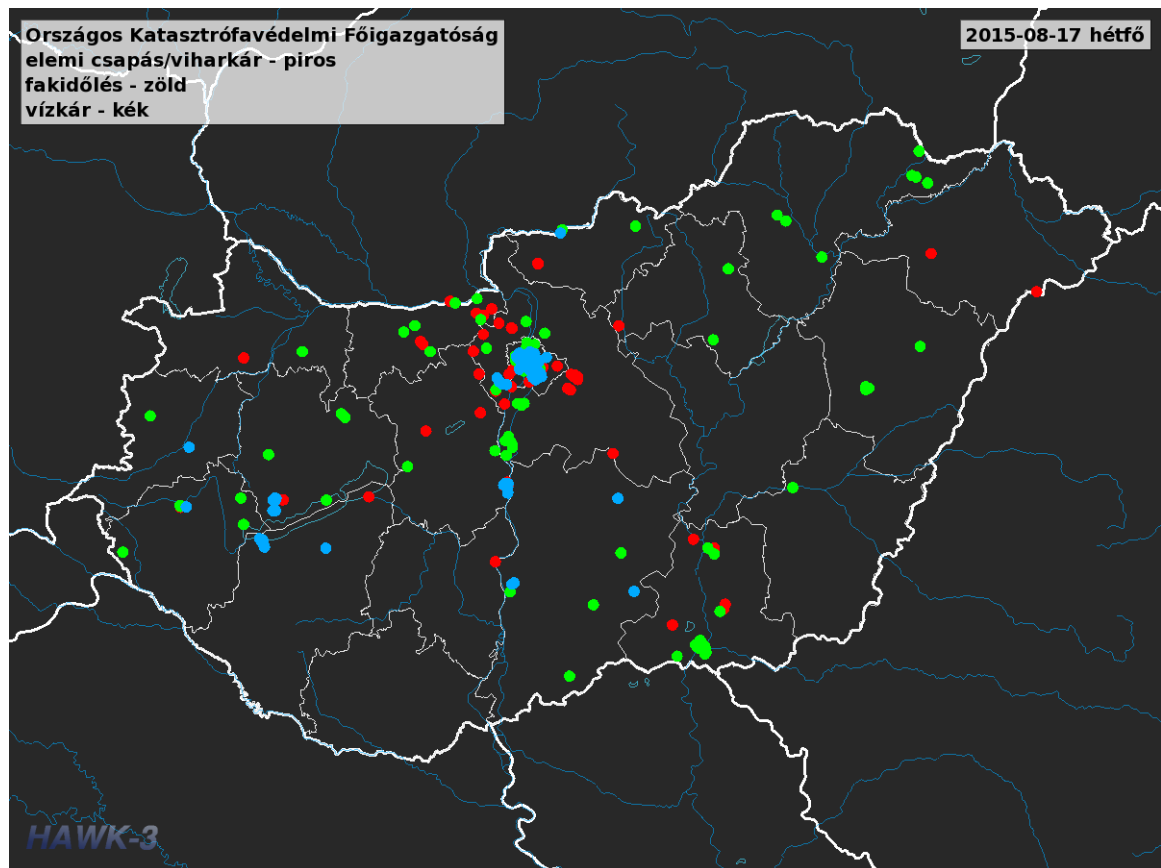 Országos Katasztrófavédelmi Főigazgatóság
elemi csapás/viharkár - piros
fakidőlés - zöld
vízkár - kék
2015-08-17 hétfő
HAWK-3